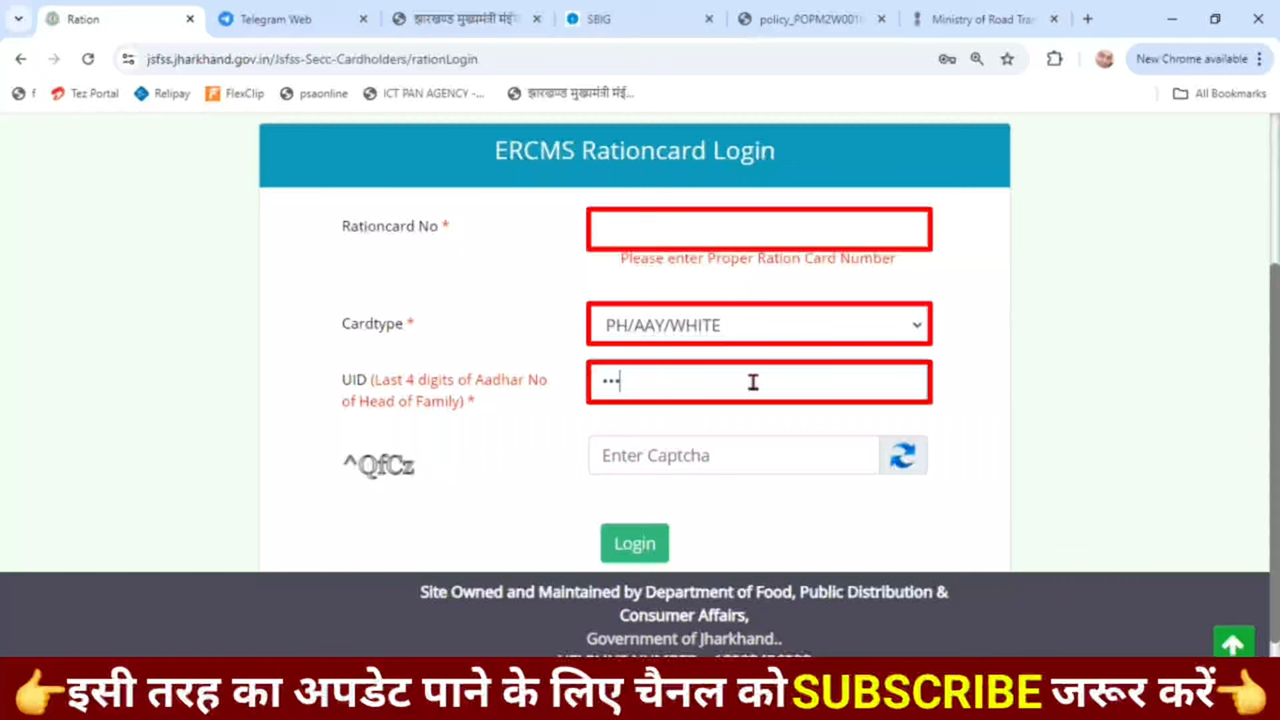 Ration
Telegram Web
झारखण्ड मुख्यमंत्री मंई
SBIG
policy_POPM2W001
Ministry of Road Tra
New Chrome available
jsfss.jharkhand.gov.in/Jsfss-Secc-Cardholders/rationLogin
f
Tez Portal
Relipay
FlexClip
psaonline
ICT PAN AGENCY -...
झारखण्ड मुख्यमंत्री मंई...
All Bookmarks
ERCMS Rationcard Login
Rationcard No *
Please enter Proper Ration Card Number
Cardtype *
PH/AAY/WHITE
UID (Last 4 digits of Aadhar No
of Head of Family) *
^QfCz
Enter Captcha
Login
Site Owned and Maintained by Department of Food, Public Distribution &
Consumer Affairs,
Government of Jharkhand..
👉इसी तरह का अपडेट पाने के लिए चैनल को SUBSCRIBE जरूर करें👈